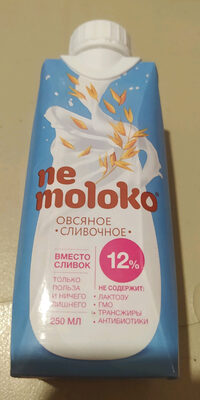 ne
moloko
ОВСЯНОЕ
•СЛИВОЧНОЕ•
ВМЕСТО
СЛИВОК
ТОЛЬКО
ПОЛЬЗА
И НИЧЕГО
ЛИШНЕГО
250 МЛ
12%
НЕ СОДЕРЖИТ:
• ЛАКТОЗУ
• ГМО
• ТРАНСЖИРЫ
• АНТИБИОТИКИ